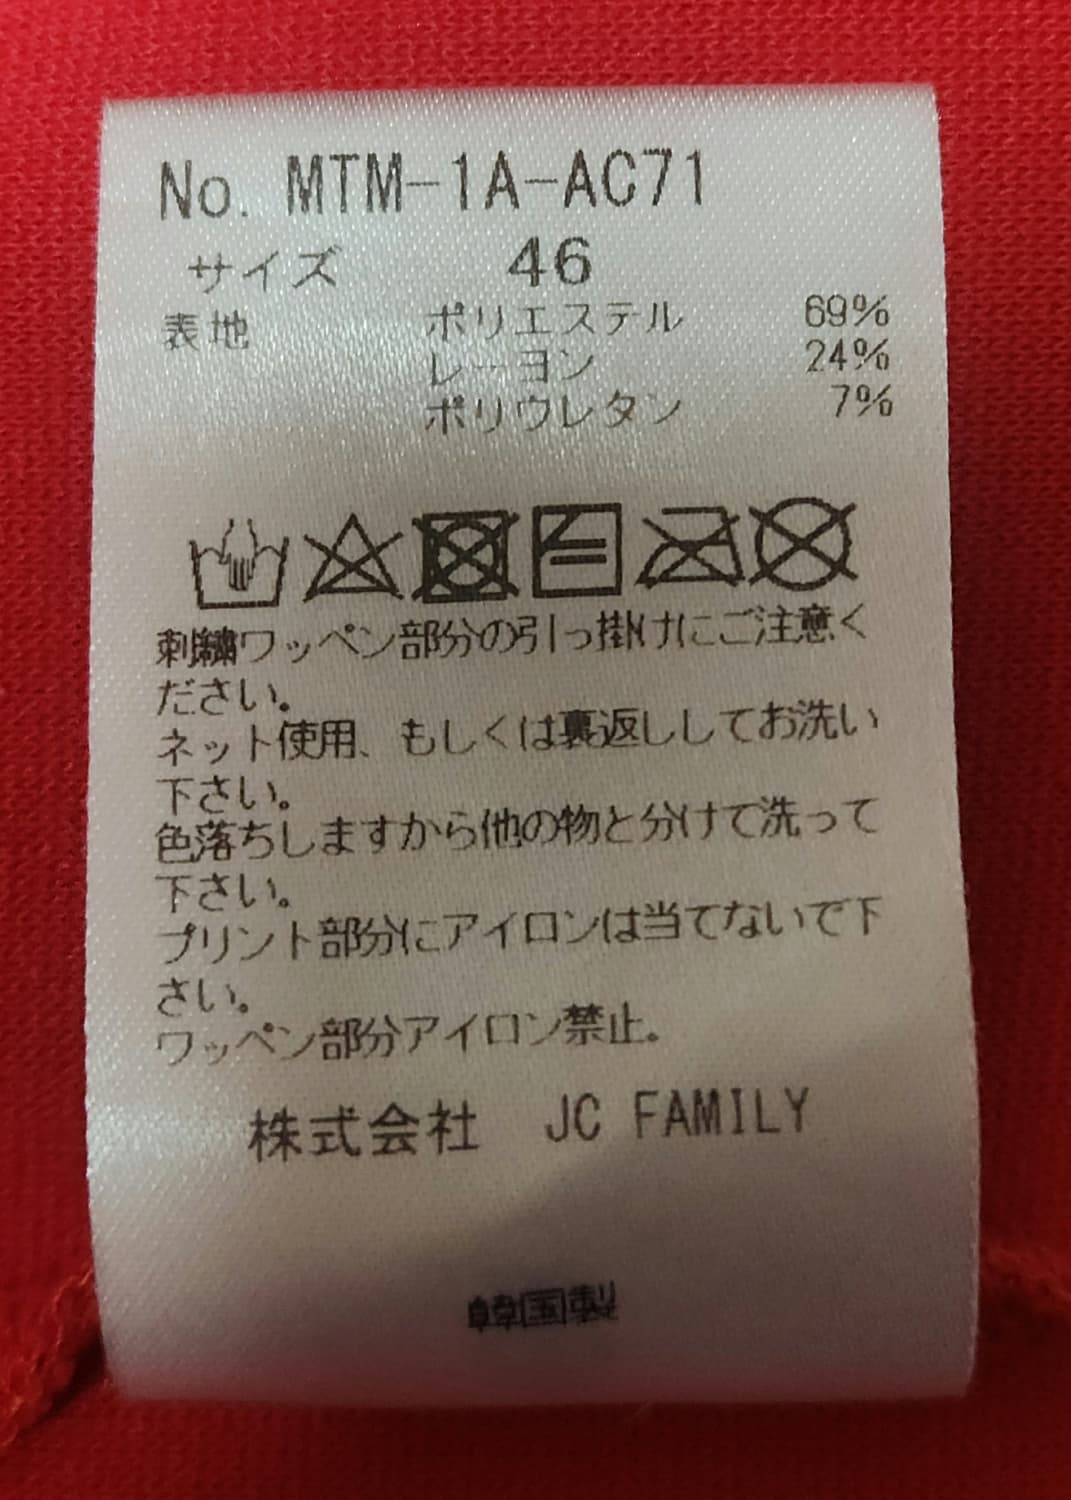 No. MTM-1A-AC71
サイズ 46
表地 ポリエステル 69%
レーヨン 24%
ポリウレタン 7%
刺繍ワッペン部分の引っ掛けにご注意く
ださい。
ネット使用、もしくは裏返ししてお洗い
下さい。
色落ちしますから他の物と分けて洗って
下さい。
プリント部分にアイロンは当てないで下
さい。
ワッペン部分アイロン禁止。
株式会社 JC FAMILY
韓国製